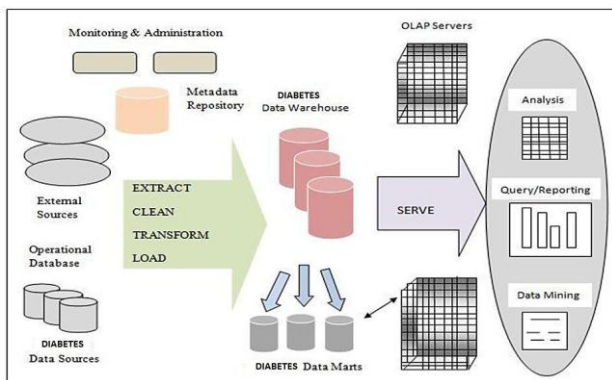 Monitoring & Administration
Metadata
Repository
External
Sources
Operational
Database
DIABETES
Data Sources
EXTRACT
CLEAN
TRANSFORM
LOAD
DIABETES
Data Warehouse
DIABETES Data Marts
OLAP Servers
SERVE
Analysis
Query/Reporting
Data Mining